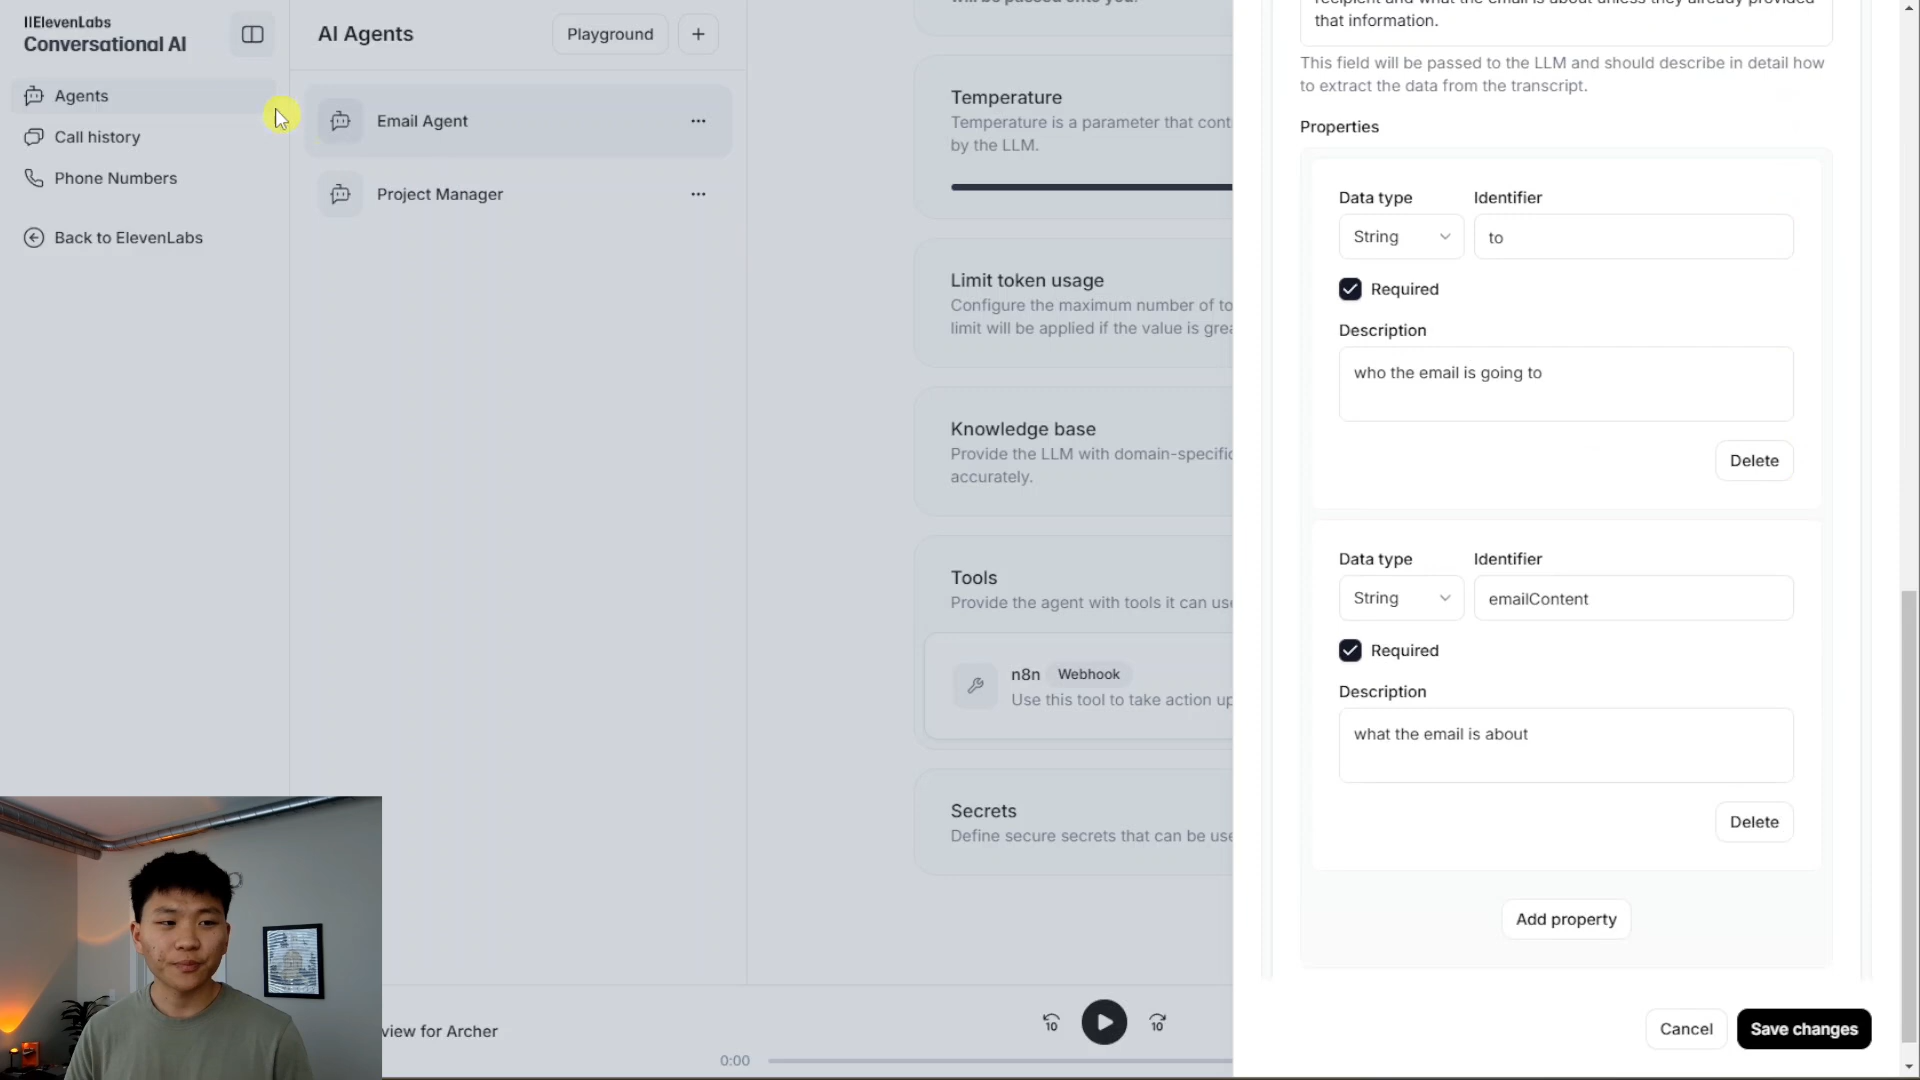 IIElevenLabs
Conversational AI
Agents
Call history
Phone Numbers
Back to ElevenLabs
AI Agents
Playground
+
Email Agent
Project Manager
will be passed onto you.
Temperature
Temperature is a parameter that cont
by the LLM.
Limit token usage
Configure the maximum number of to
limit will be applied if the value is grea
Knowledge base
Provide the LLM with domain-specific
accurately.
Tools
Provide the agent with tools it can use
n8n Webhook
Use this tool to take action up
Secrets
Define secure secrets that can be use
view for Archer
10
10
0:00
recipient and what the email is about unless they already provided
that information.
This field will be passed to the LLM and should describe in detail how
to extract the data from the transcript.
Properties
Data type Identifier
String to
Required
Description
who the email is going to
Delete
Data type Identifier
String emailContent
Required
Description
what the email is about
Delete
Add property
Cancel Save changes